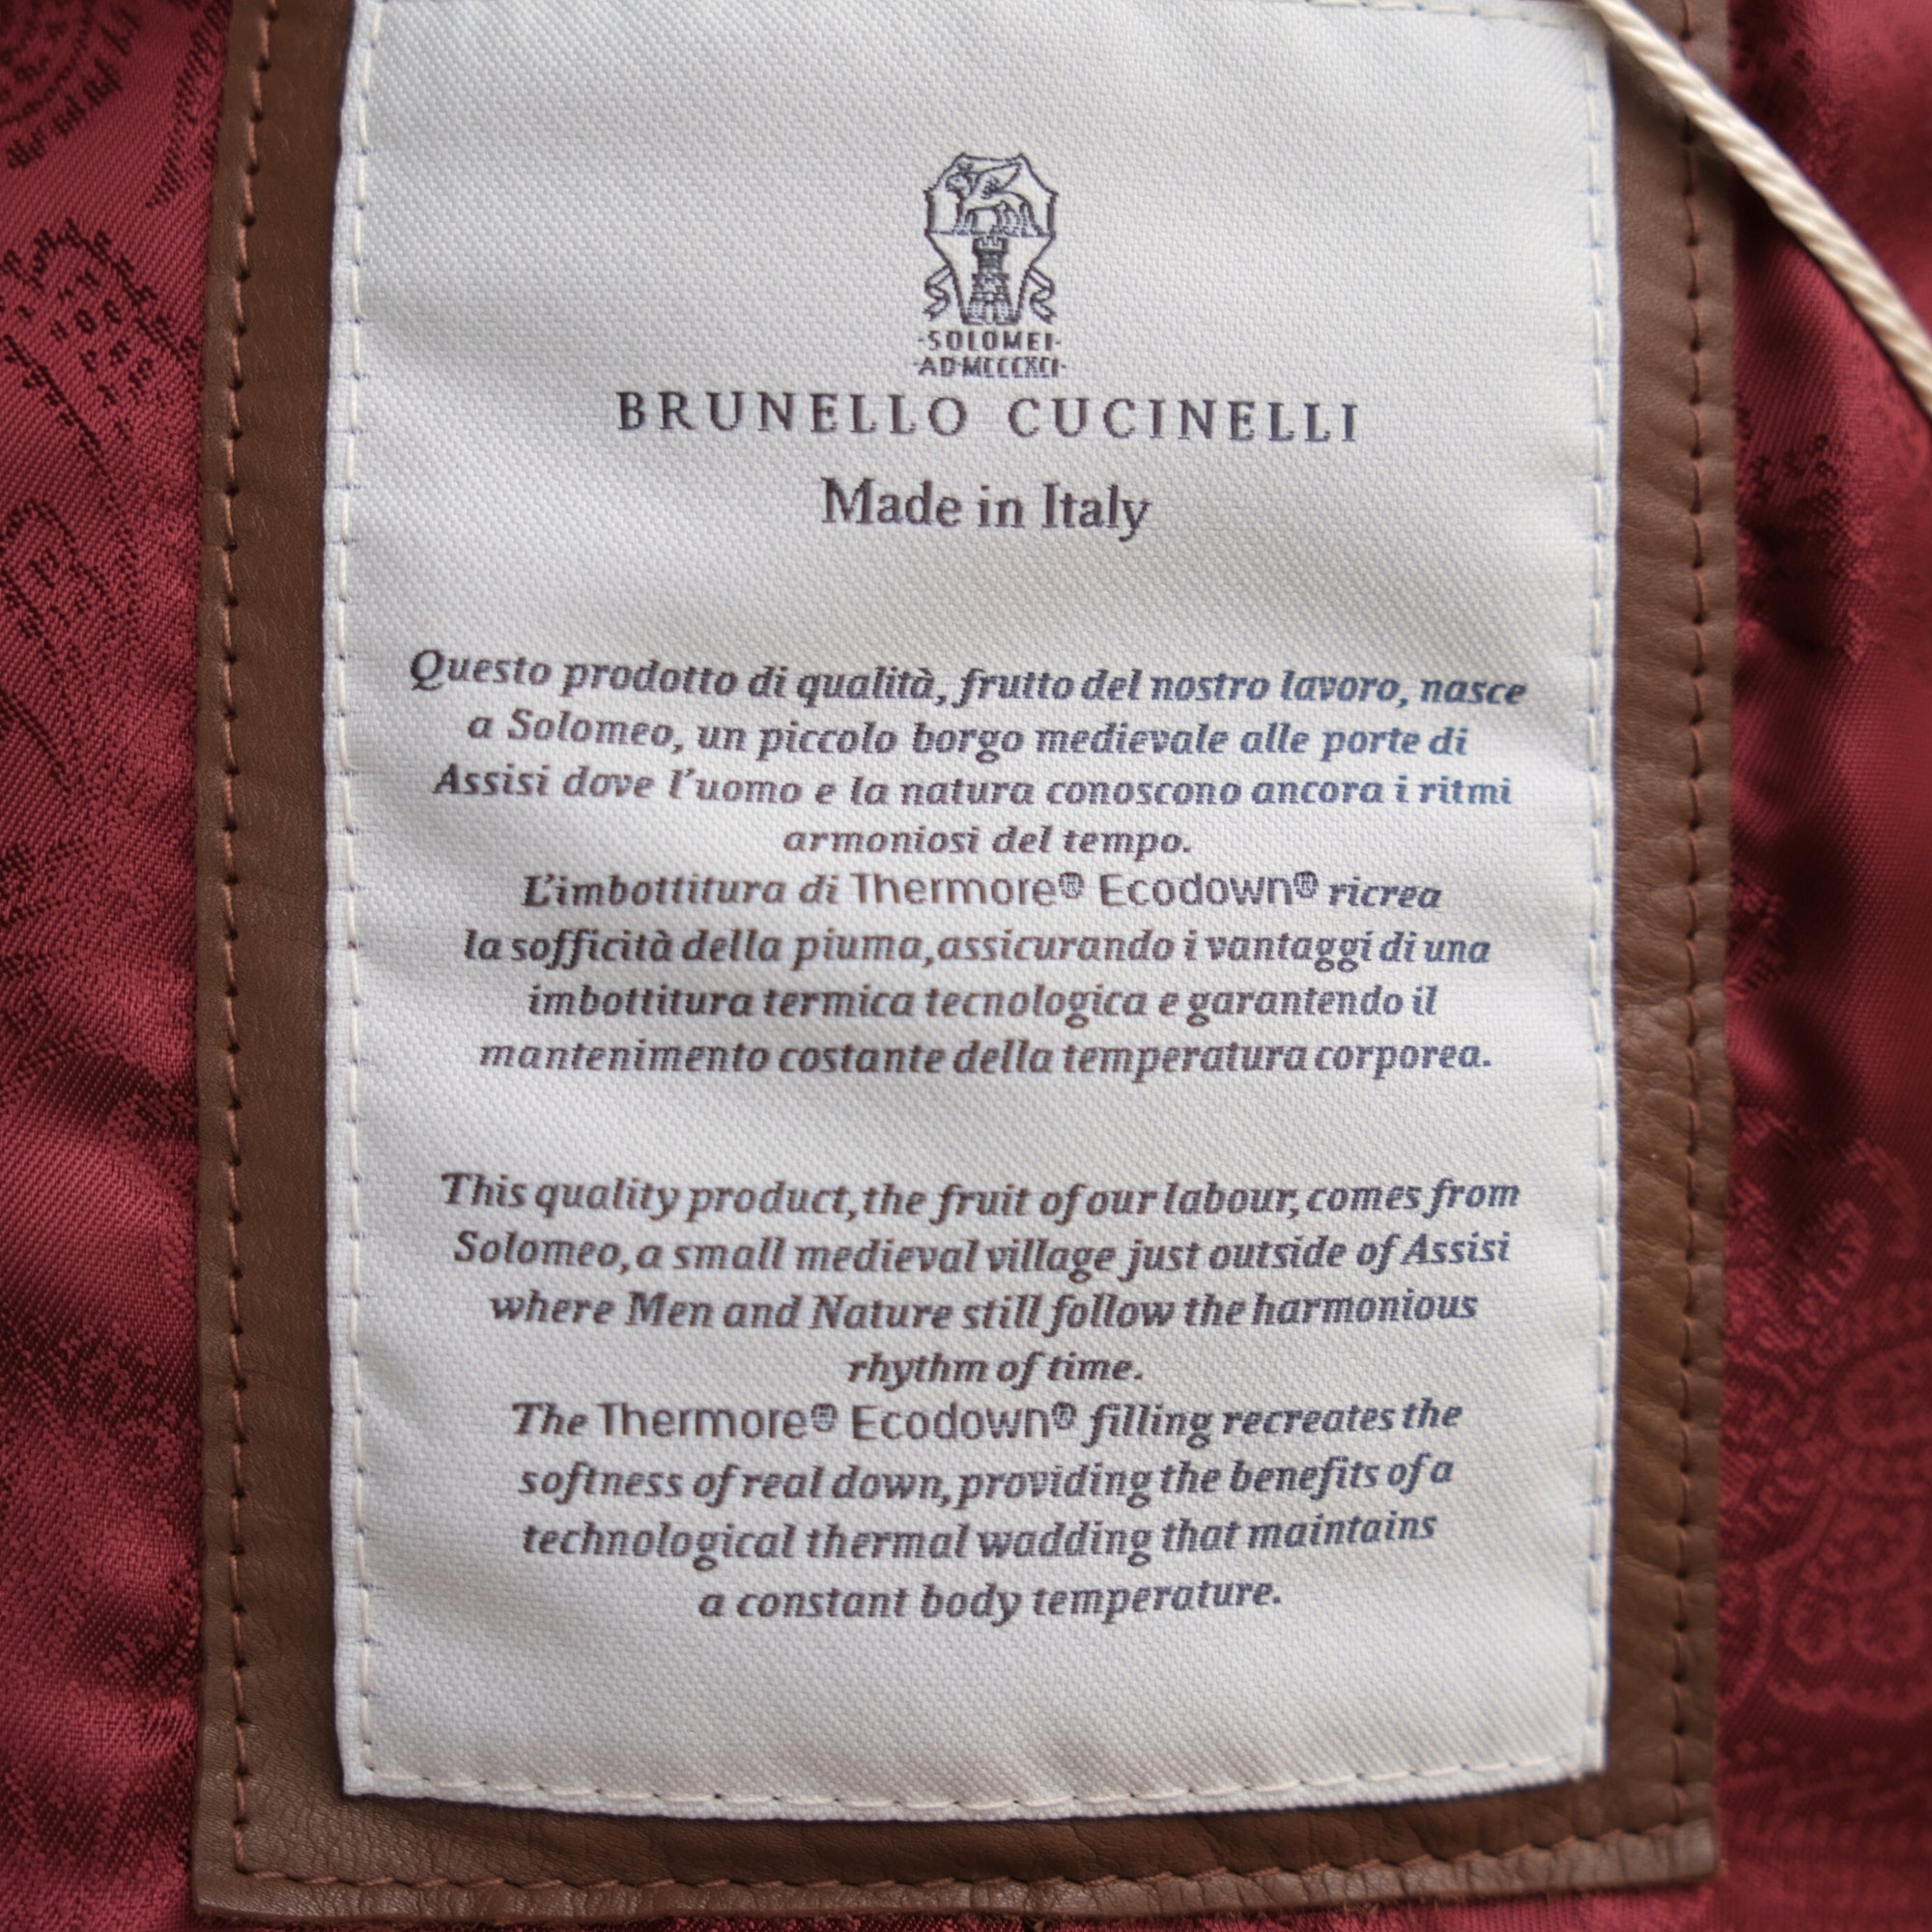 ·SOLOMEI·
·AD·MCCCXCI·
BRUNELLO CUCINELLI
Made in Italy
Questo prodotto di qualità, frutto del nostro lavoro, nasce
a Solomeo, un piccolo borgo medievale alle porte di
Assisi dove l'uomo e la natura conoscono ancora i ritmi
armoniosi del tempo.
L'imbottitura di Thermore® Ecodown® ricrea
la sofficità della piuma,assicurando i vantaggi di una
imbottitura termica tecnologica e garantendo il
mantenimento costante della temperatura corporea.
This quality product,the fruit of our labour,comes from
Solomeo,a small medieval village just outside of Assisi
where Men and Nature still follow the harmonious
rhythm of time.
The Thermore® Ecodown® filling recreates the
softness of real down,providing the benefits of a
technological thermal wadding that maintains
a constant body temperature.